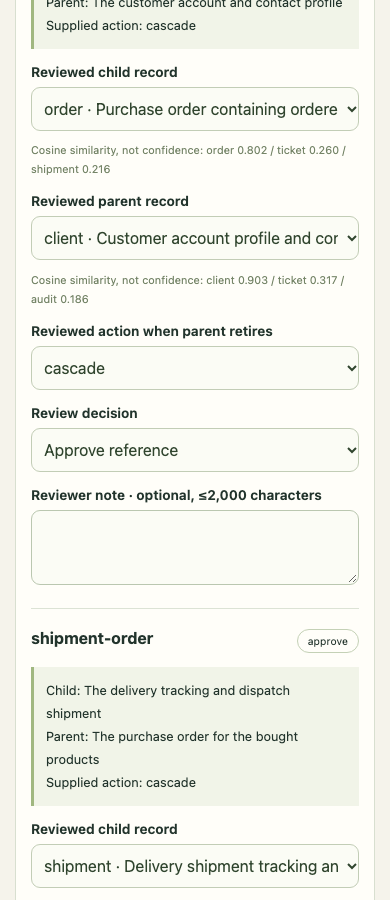 Parent: The customer account and contact profile
Supplied action: cascade
Reviewed child record
order · Purchase order containing ordere
Cosine similarity, not confidence: order 0.802 / ticket 0.260 /
shipment 0.216
Reviewed parent record
client · Customer account profile and cor
Cosine similarity, not confidence: client 0.903 / ticket 0.317 /
audit 0.186
Reviewed action when parent retires
cascade
Review decision
Approve reference
Reviewer note · optional, ≤2,000 characters
shipment-order
approve
Child: The delivery tracking and dispatch
shipment
Parent: The purchase order for the bought
products
Supplied action: cascade
Reviewed child record
shipment · Delivery shipment tracking an